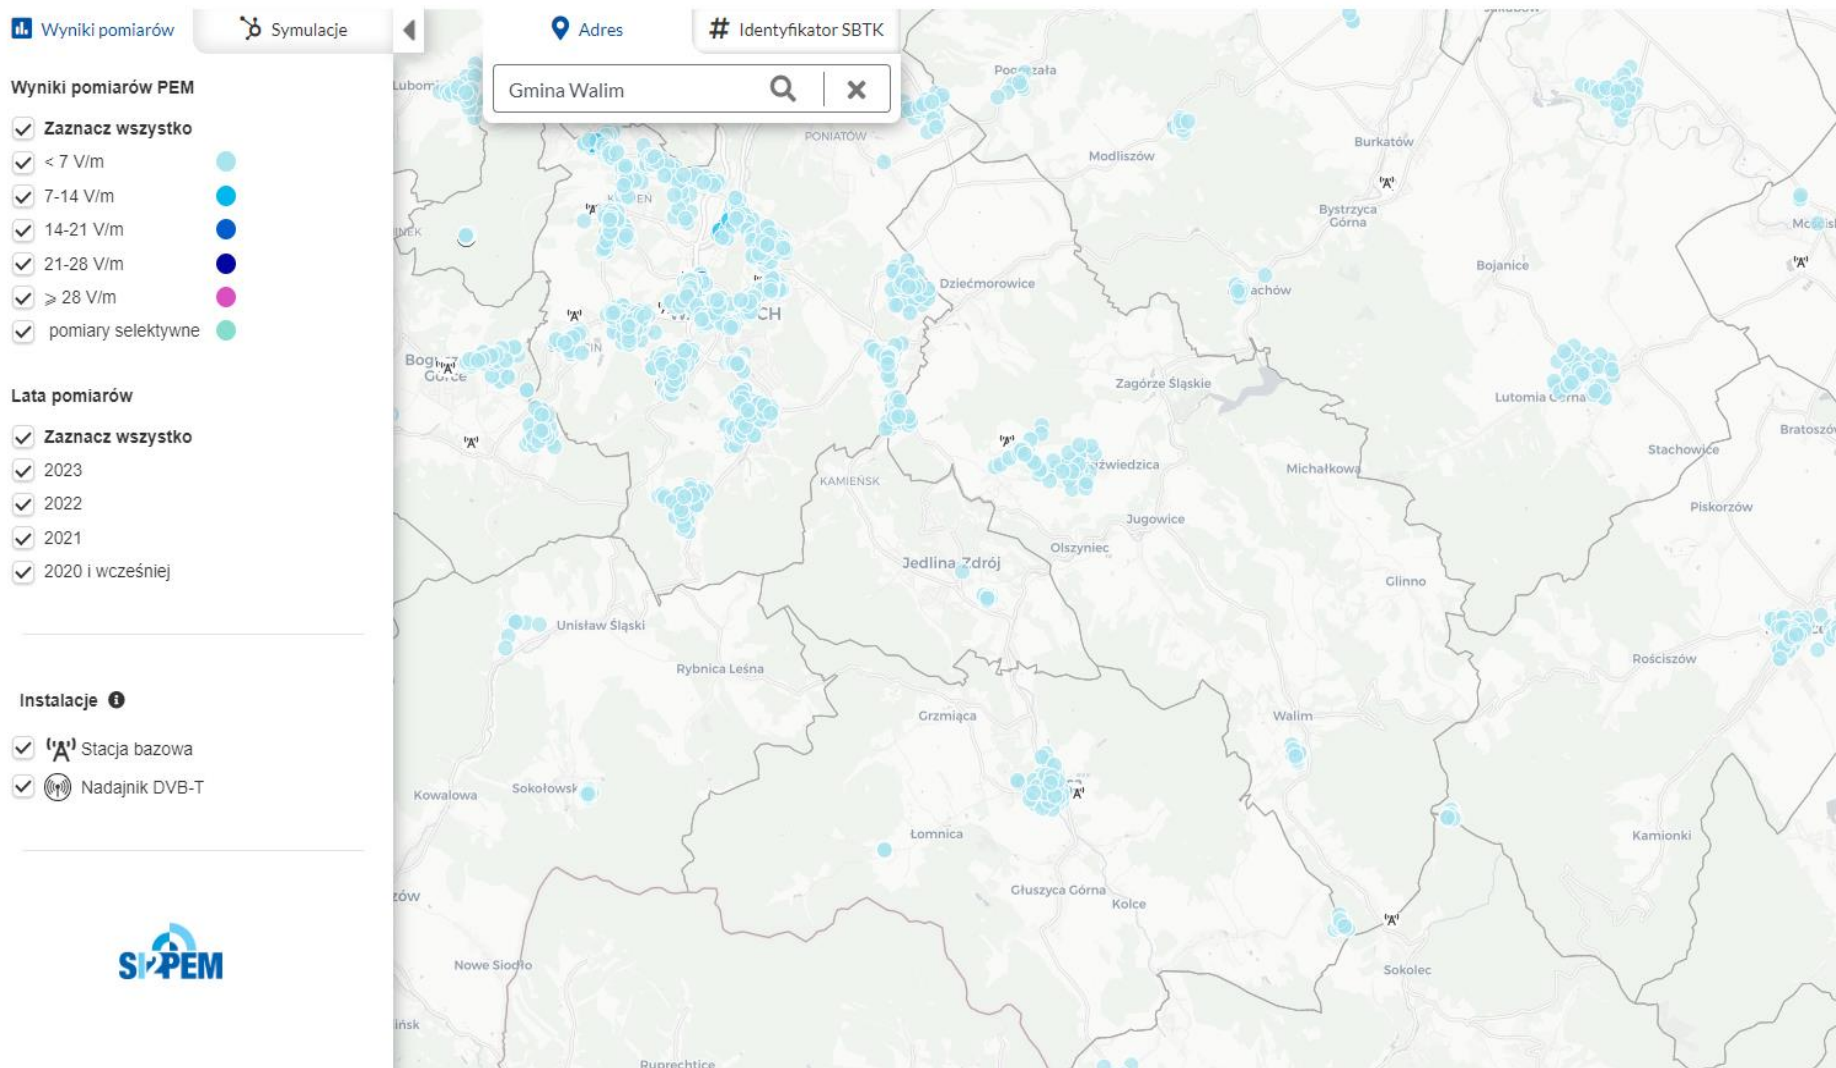 Wyniki pomiarów
Symulacje
Adres
# Identyfikator SBTK
Gmina Walim
Wyniki pomiarów PEM
Zaznacz wszystko
< 7 V/m
7-14 V/m
14-21 V/m
21-28 V/m
⩾ 28 V/m
pomiary selektywne
Lata pomiarów
Zaznacz wszystko
2023
2022
2021
2020 i wcześniej
Instalacje
Stacja bazowa
Nadajnik DVB-T
SI2PEM
PONIATÓW
Modliszów
Burkatów
Bystrzyca
Górna
Bojanice
Dziećmorowice
Zagórze Śląskie
Lutomia
Stachowice
Michałkowa
Piskorzów
KAMIEŃSK
Jugowice
Olszyniec
Jedlina Zdrój
Glinno
Unisław Śląski
Rybnica Leśna
Rościszów
Grzmiąca
Walim
Kowalowa
Łomnica
Kamionki
Głuszyca Górna
Kolce
Nowe Siodło
Sokolec
Ruprechtice